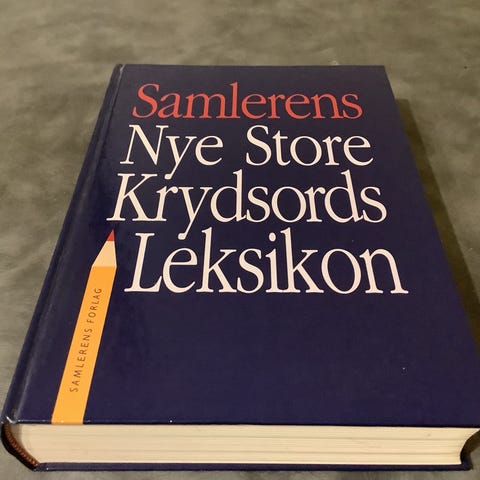 Samlerens
Nye Store
Krydsords
Leksikon
SAMLERENS FORLAG